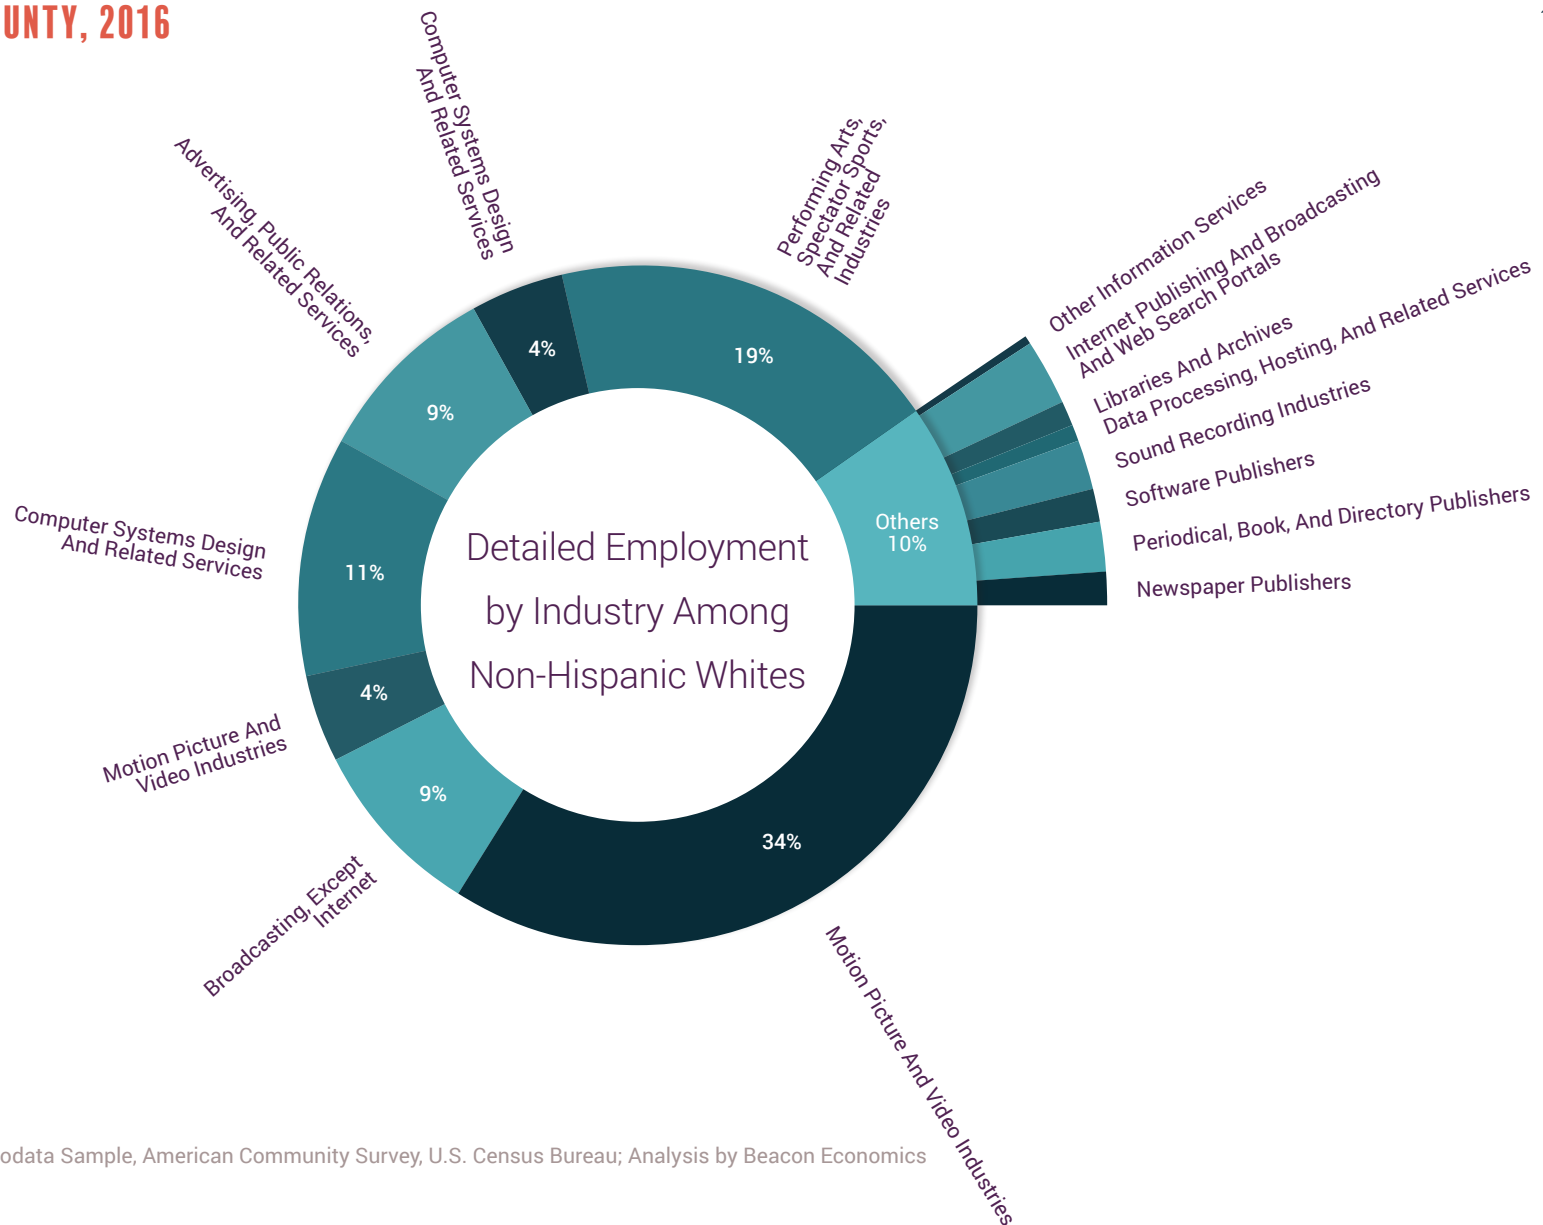 UNTY, 2016
Computer Systems Design
And Related Services
Performing Arts,
Spectator Sports,
And Related
Industries
Advertising, Public Relations,
And Related Services
Other Information Services
Internet Publishing And Broadcasting
And Web Search Portals
Libraries And Archives
Data Processing, Hosting, And Related Services
Sound Recording Industries
Software Publishers
Periodical, Book, And Directory Publishers
Newspaper Publishers
4%
19%
9%
Others
10%
Computer Systems Design
And Related Services
11%
Detailed Employment
by Industry Among
Non-Hispanic Whites
4%
Motion Picture And
Video Industries
9%
34%
Broadcasting, Except
Internet
Motion Picture And Video Industries
odata Sample, American Community Survey, U.S. Census Bureau; Analysis by Beacon Economics